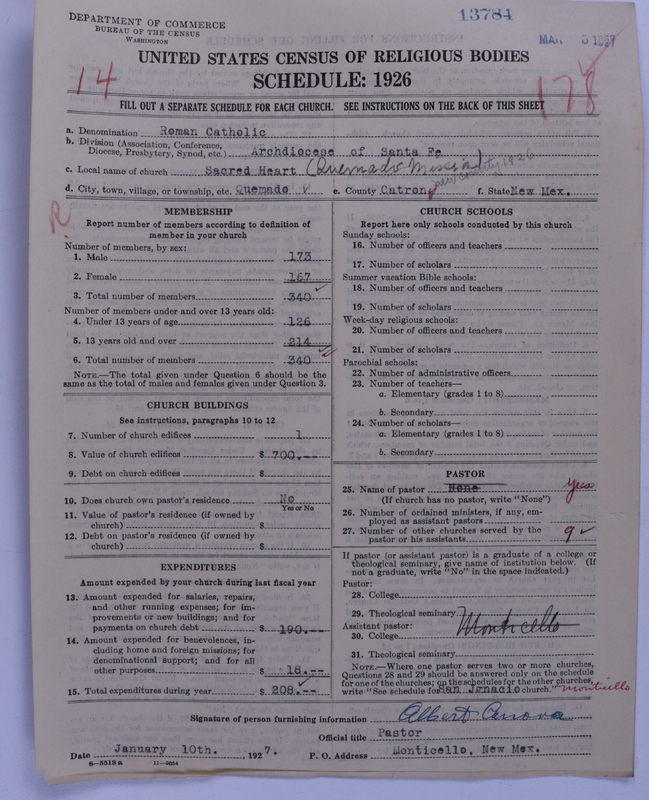 DEPARTMENT OF COMMERCE
BUREAU OF THE CENSUS
WASHINGTON
13784
UNITED STATES CENSUS OF RELIGIOUS BODIES
SCHEDULE: 1926
14
178
FILL OUT A SEPARATE SCHEDULE FOR EACH CHURCH. SEE INSTRUCTIONS ON THE BACK OF THIS SHEET
a. Denomination Roman Catholic
b. Division (Association, Conference, Diocese, Presbytery, Synod, etc.) Archdiocese of Santa Fe
c. Local name of church Sacred Heart (Quemado Mission)
new county 1926
d. City, town, village, or township, etc. Quemado e. County Catron f. State New Mex.
R.
MEMBERSHIP
Report number of members according to definition of
member in your church
Number of members, by sex:
1. Male 173
2. Female 167
3. Total number of members 340
Number of members under and over 13 years old:
4. Under 13 years of age 126
5. 13 years old and over 214
6. Total number of members 340
NOTE.—The total given under Question 6 should be the
same as the total of males and females given under Question 3.
CHURCH BUILDINGS
See instructions, paragraphs 10 to 12
7. Number of church edifices 1
8. Value of church edifices $ 700.--
9. Debt on church edifices $
10. Does church own pastor's residence No
Yes or No
11. Value of pastor's residence (if owned by
church) $
12. Debt on pastor's residence (if owned by
church) $
EXPENDITURES
Amount expended by your church during last fiscal year
13. Amount expended for salaries, repairs,
and other running expenses; for im-
provements or new buildings; and for
payments on church debt $ 190.--
14. Amount expended for benevolences, in-
cluding home and foreign missions; for
denominational support; and for all
other purposes $ 18.--
15. Total expenditures during year $ 208.--
CHURCH SCHOOLS
Report here only schools conducted by this church
Sunday schools:
16. Number of officers and teachers
17. Number of scholars
Summer vacation Bible schools:
18. Number of officers and teachers
19. Number of scholars
Week-day religious schools:
20. Number of officers and teachers
21. Number of scholars
Parochial schools:
22. Number of administrative officers
23. Number of teachers—
a. Elementary (grades 1 to 8)
b. Secondary
24. Number of scholars—
a. Elementary (grades 1 to 8)
b. Secondary
PASTOR
25. Name of pastor None yes
(If church has no pastor, write "None")
26. Number of ordained ministers, if any, em-
ployed as assistant pastors
27. Number of other churches served by the
pastor or his assistants 9
If pastor (or assistant pastor) is a graduate of a college or
theological seminary, give name of institution below. (If
not a graduate, write "No" in the space indicated.)
Pastor:
28. College
29. Theological seminary
Assistant pastor: Monticello
30. College
31. Theological seminary
NOTE.—Where one pastor serves two or more churches,
Questions 28 and 29 should be answered only on the schedule
for one of the churches; on the schedules for the other churches,
write "See schedule for San Jgnacio church." Monticello
Signature of person furnishing information Albert
Official title Pastor
Date January 10th. 1927. P. O. Address Monticello, New Mex.
8—5518 a 11—9054